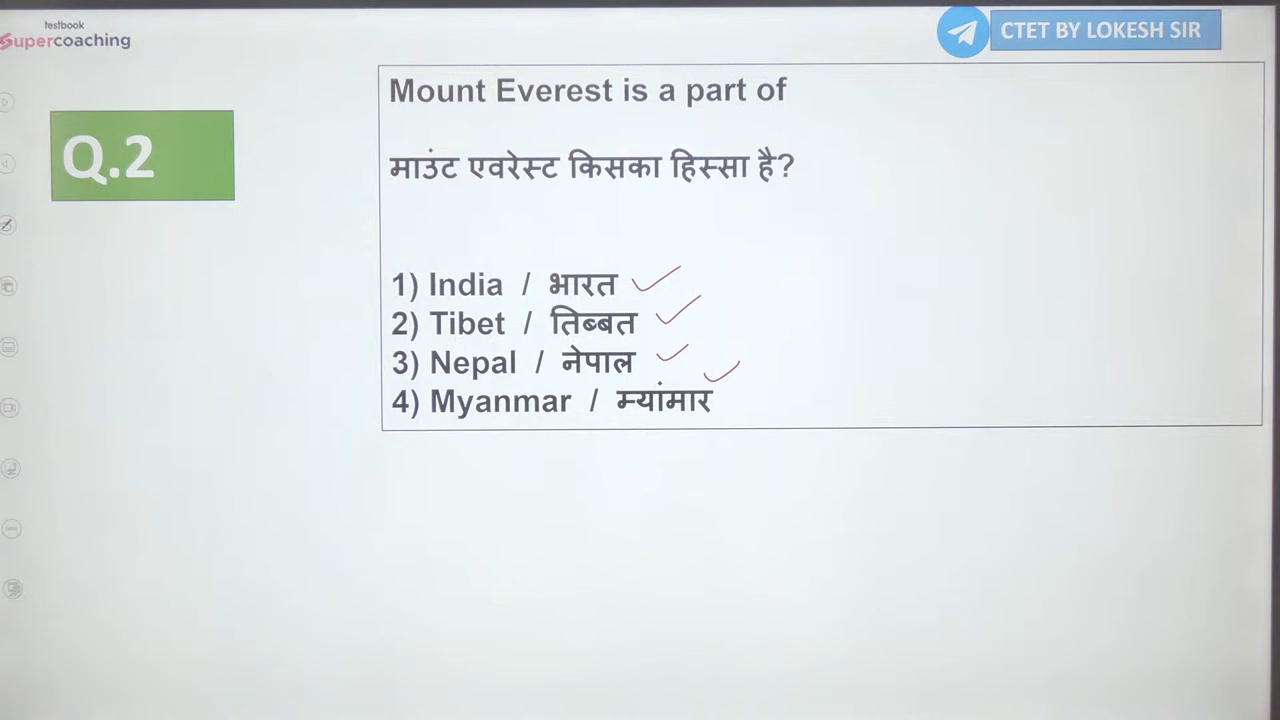 testbook
Supercoaching
CTET BY LOKESH SIR
Q.2
Mount Everest is a part of
माउंट एवरेस्ट किसका हिस्सा है?
1) India / भारत
2) Tibet / तिब्बत
3) Nepal / नेपाल
4) Myanmar / म्यांमार